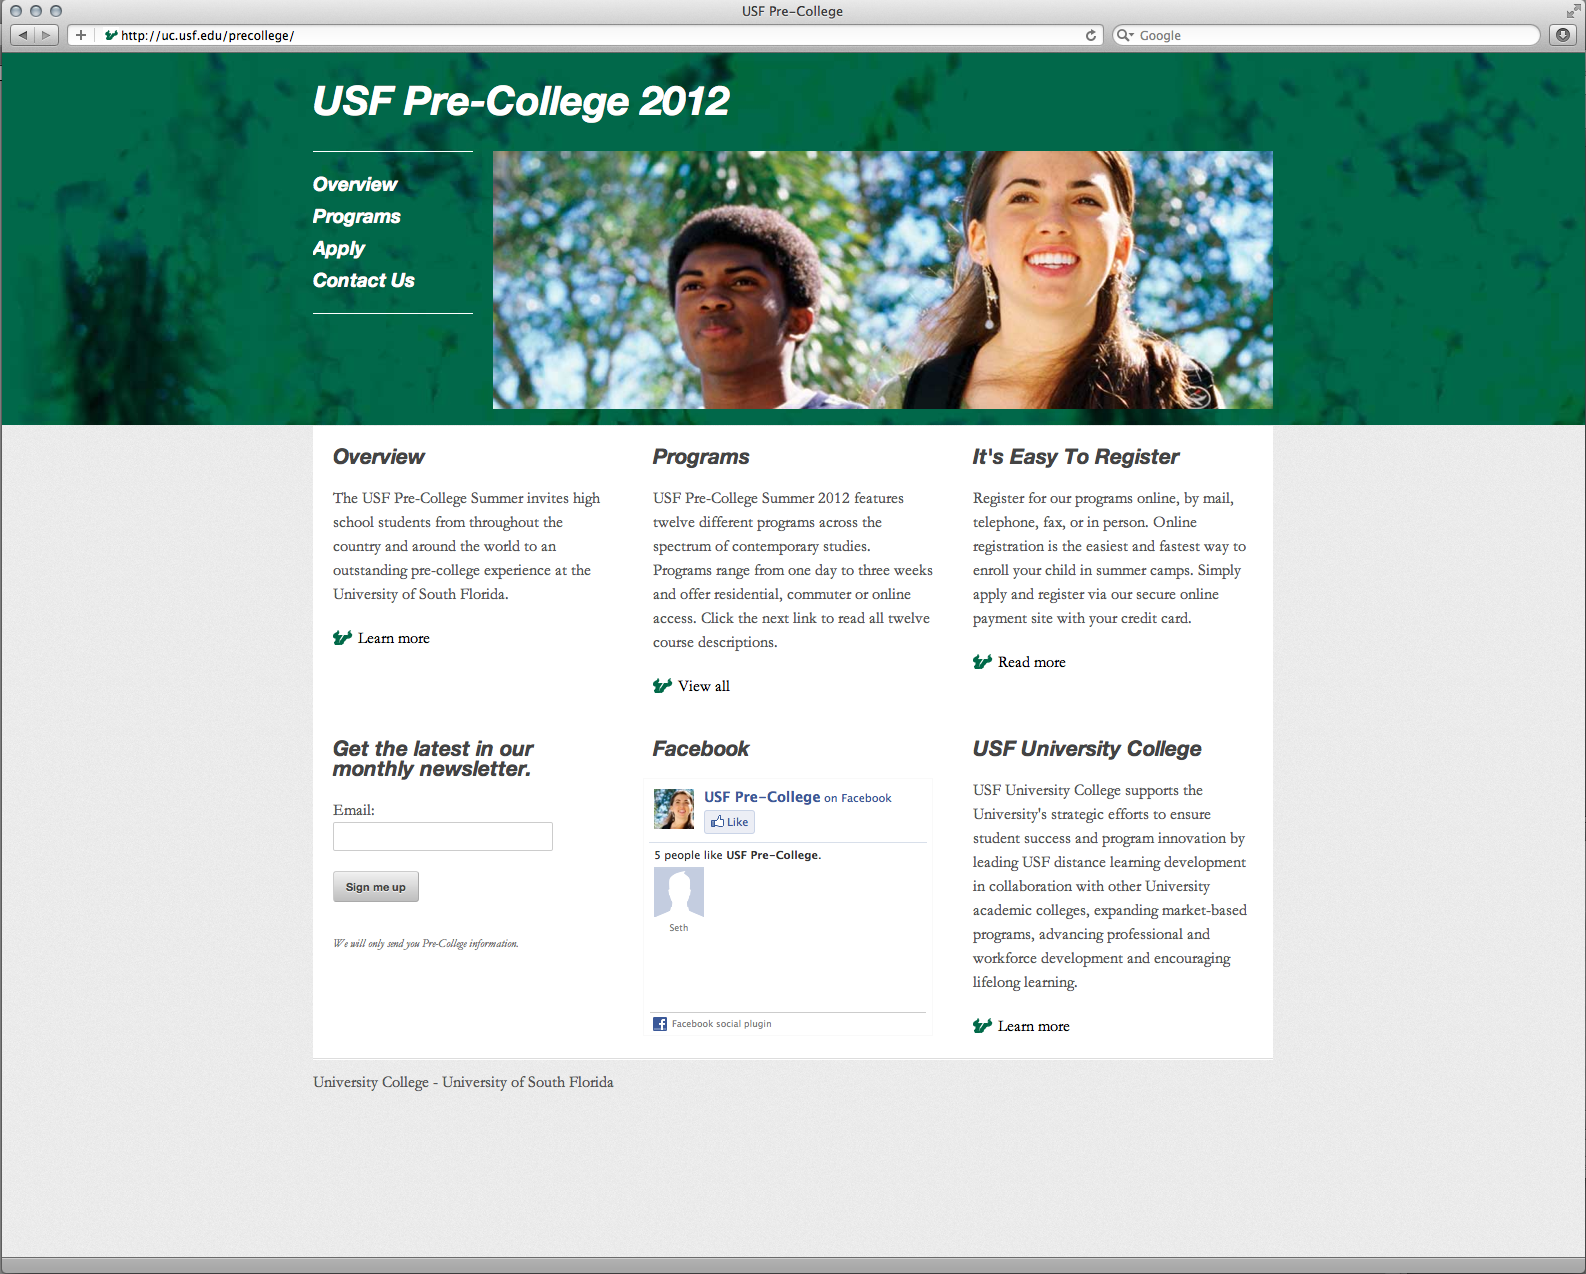 USF Pre-College
http://uc.usf.edu/precollege/
Google
USF Pre-College 2012
Overview
Programs
Apply
Contact Us
Overview
The USF Pre-College Summer invites high
school students from throughout the
country and around the world to an
outstanding pre-college experience at the
University of South Florida.
Learn more
Programs
USF Pre-College Summer 2012 features
twelve different programs across the
spectrum of contemporary studies.
Programs range from one day to three weeks
and offer residential, commuter or online
access. Click the next link to read all twelve
course descriptions.
View all
It's Easy To Register
Register for our programs online, by mail,
telephone, fax, or in person. Online
registration is the easiest and fastest way to
enroll your child in summer camps. Simply
apply and register via our secure online
payment site with your credit card.
Read more
Get the latest in our
monthly newsletter.
Email:
Sign me up
We will only send you Pre-College information.
Facebook
USF Pre-College on Facebook
Like
5 people like USF Pre-College.
Seth
Facebook social plugin
USF University College
USF University College supports the
University's strategic efforts to ensure
student success and program innovation by
leading USF distance learning development
in collaboration with other University
academic colleges, expanding market-based
programs, advancing professional and
workforce development and encouraging
lifelong learning.
Learn more
University College - University of South Florida